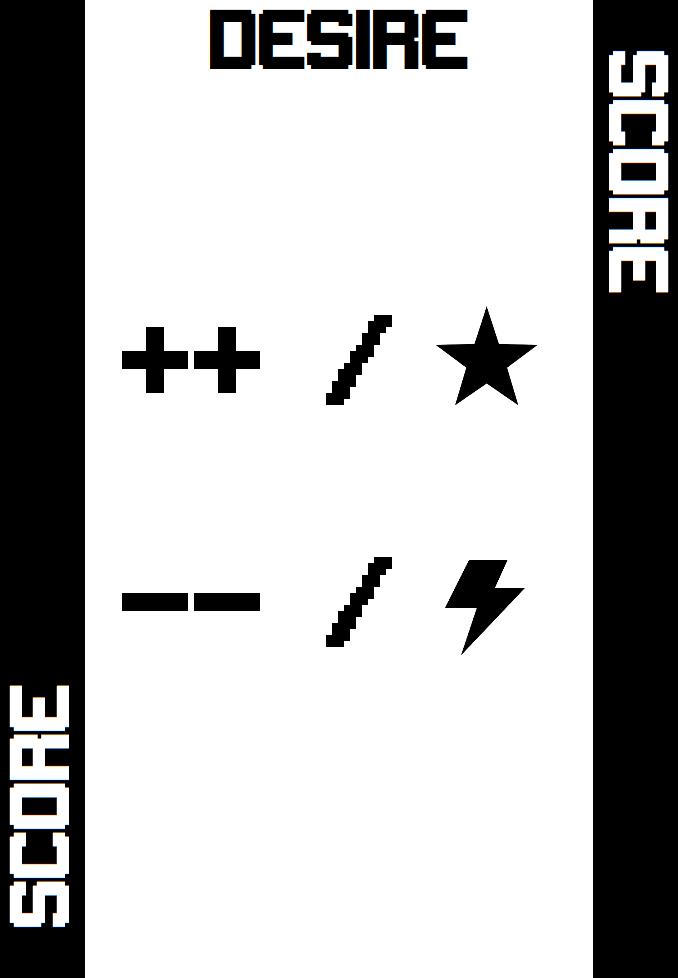 DESIRE
SCORE
++ / ★
-- / ⚡
SCORE